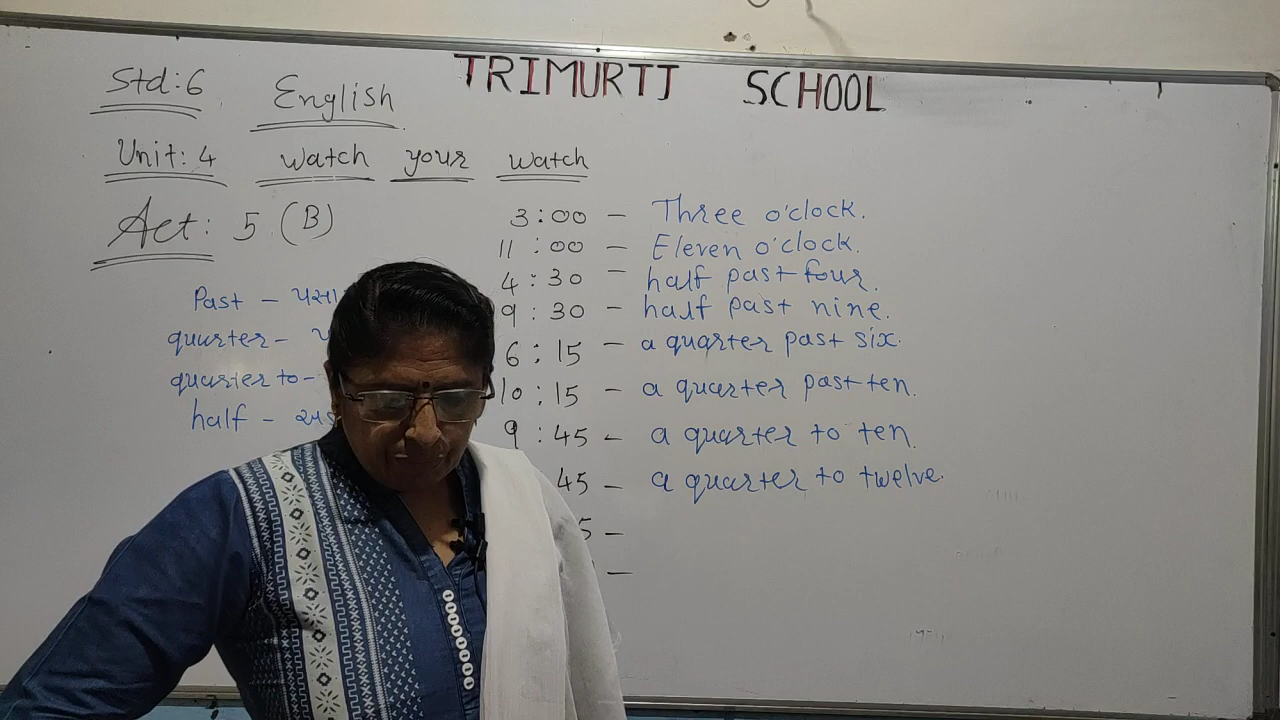 TRIMURTI SCHOOL
Std: 6 English
Unit: 4 watch your watch
Act: 5 (B)
3:00 - Three o'clock.
11:00 - Eleven o'clock.
4:30 - half past four.
9:30 - half past nine.
6:15 - a quarter past six.
10:15 - a quarter past ten.
9:45 - a quarter to ten.
45 - a quarter to twelve.
5 -
-
Past - પસા
quarter -
quarter to -
half -